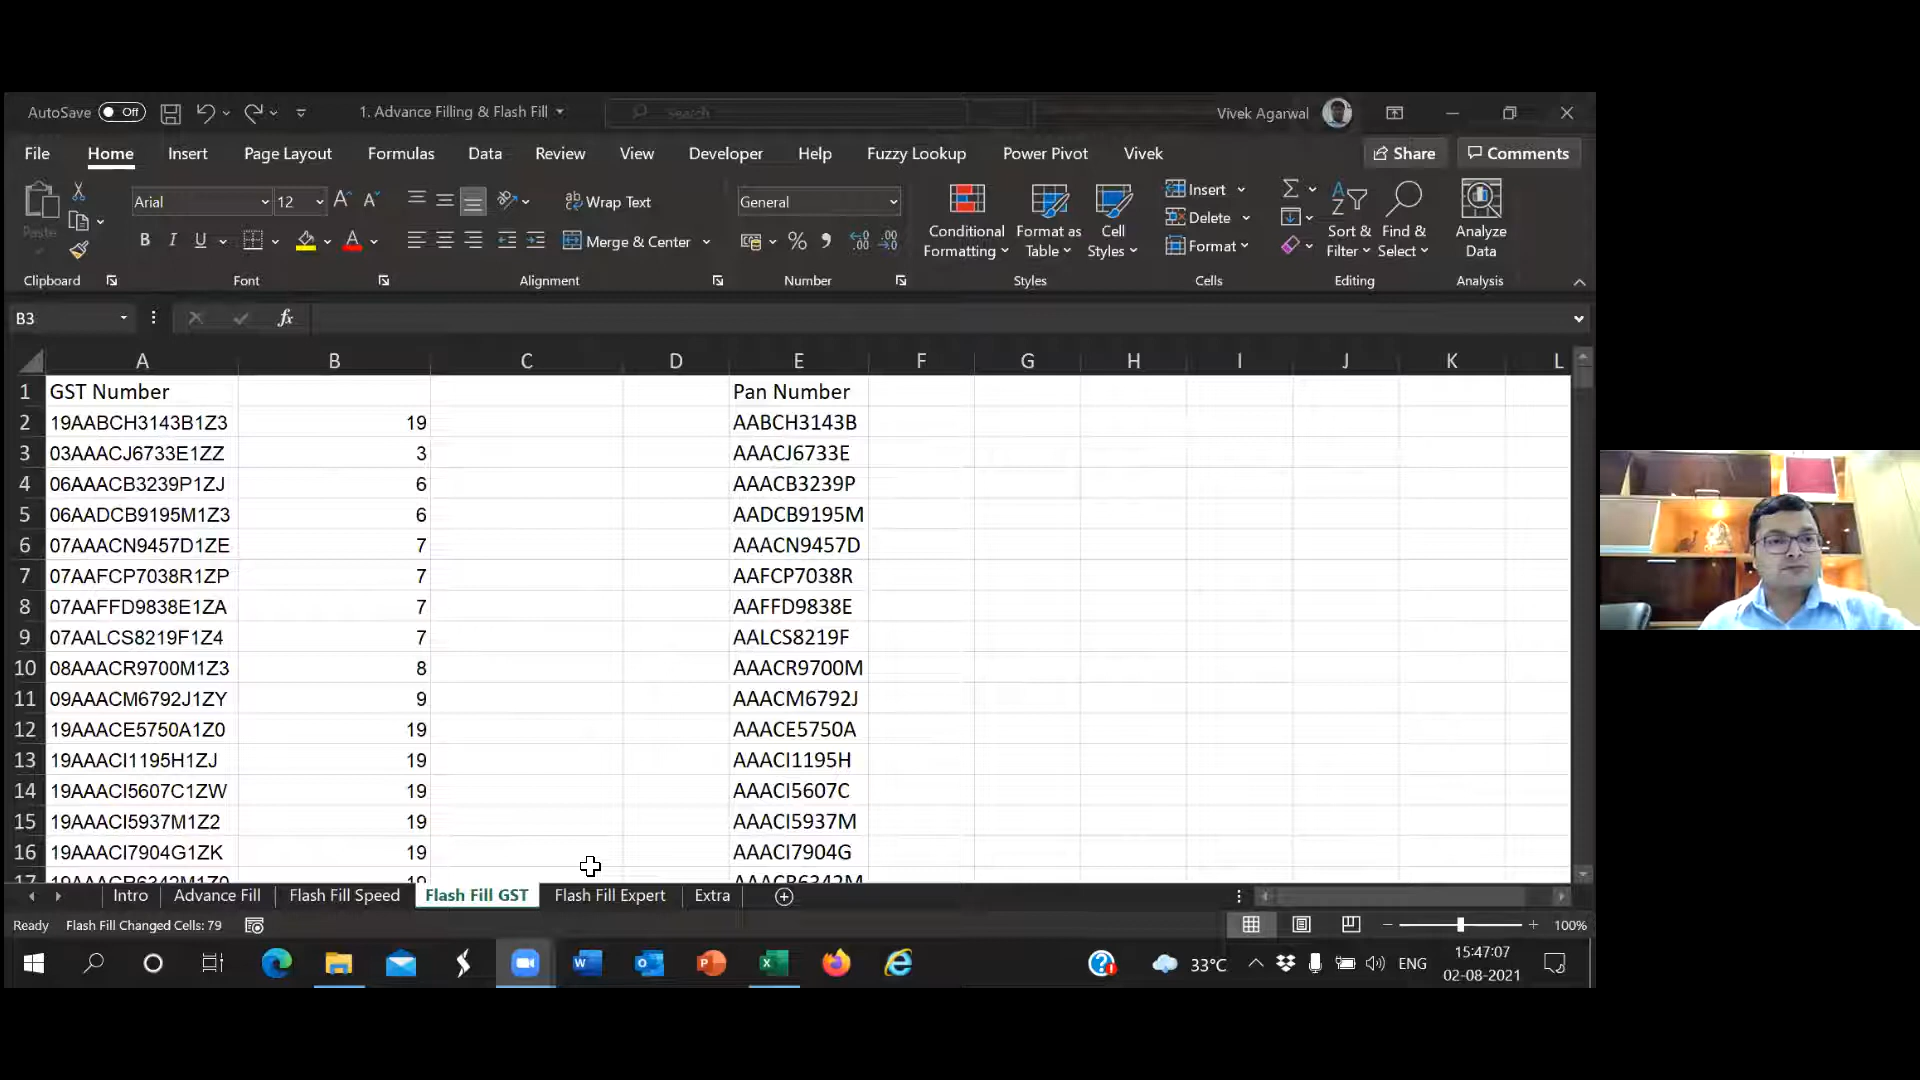 AutoSave Off 1. Advance Filling & Flash Fill Search Vivek Agarwal
File Home Insert Page Layout Formulas Data Review View Developer Help Fuzzy Lookup Power Pivot Vivek Share Comments
Paste Arial 12 Wrap Text General Insert
B I U Merge & Center Conditional Formatting Format as Table Cell Styles Delete Format Sort & Filter Find & Select Analyze Data
Clipboard Font Alignment Number Styles Cells Editing Analysis
B3 fx
A B C D E F G H I J K L
1 GST Number Pan Number
2 19AABCH3143B1Z3 19 AABCH3143B
3 03AAACJ6733E1ZZ 3 AAACJ6733E
4 06AAACB3239P1ZJ 6 AAACB3239P
5 06AADCB9195M1Z3 6 AADCB9195M
6 07AAACN9457D1ZE 7 AAACN9457D
7 07AAFCP7038R1ZP 7 AAFCP7038R
8 07AAFFD9838E1ZA 7 AAFFD9838E
9 07AALCS8219F1Z4 7 AALCS8219F
10 08AAACR9700M1Z3 8 AAACR9700M
11 09AAACM6792J1ZY 9 AAACM6792J
12 19AAACE5750A1Z0 19 AAACE5750A
13 19AAACI1195H1ZJ 19 AAACI1195H
14 19AAACI5607C1ZW 19 AAACI5607C
15 19AAACI5937M1Z2 19 AAACI5937M
16 19AAACI7904G1ZK 19 AAACI7904G
17
Intro Advance Fill Flash Fill Speed Flash Fill GST Flash Fill Expert Extra
Ready Flash Fill Changed Cells: 79 100%
33°C ENG 15:47:07
02-08-2021